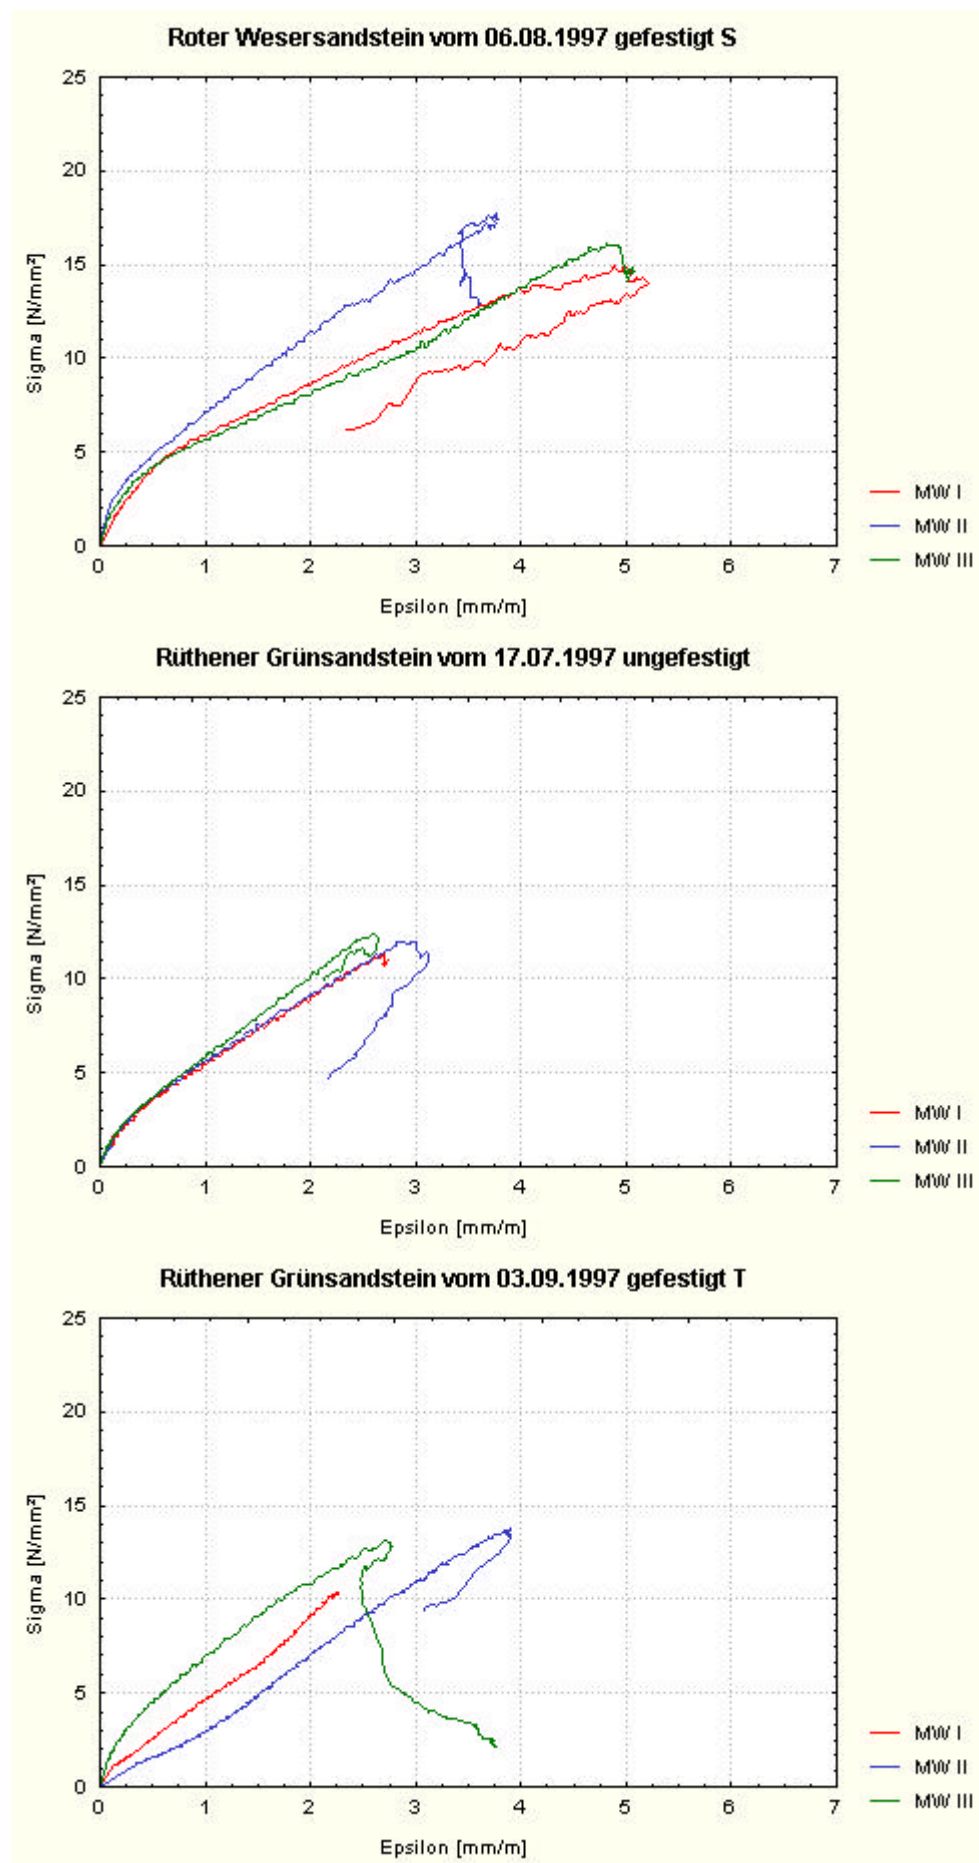 Roter Wesersandstein vom 06.08.1997 gefestigt S
25
20
15
10
5
0
Sigma [N/mm²]
0 1 2 3 4 5 6 7
Epsilon [mm/m]
MW I
MW II
MW III
Rüthener Grünsandstein vom 17.07.1997 ungefestigt
25
20
15
10
5
0
Sigma [N/mm²]
0 1 2 3 4 5 6 7
Epsilon [mm/m]
MW I
MW II
MW III
Rüthener Grünsandstein vom 03.09.1997 gefestigt T
25
20
15
10
5
0
Sigma [N/mm²]
0 1 2 3 4 5 6 7
Epsilon [mm/m]
MW I
MW II
MW III